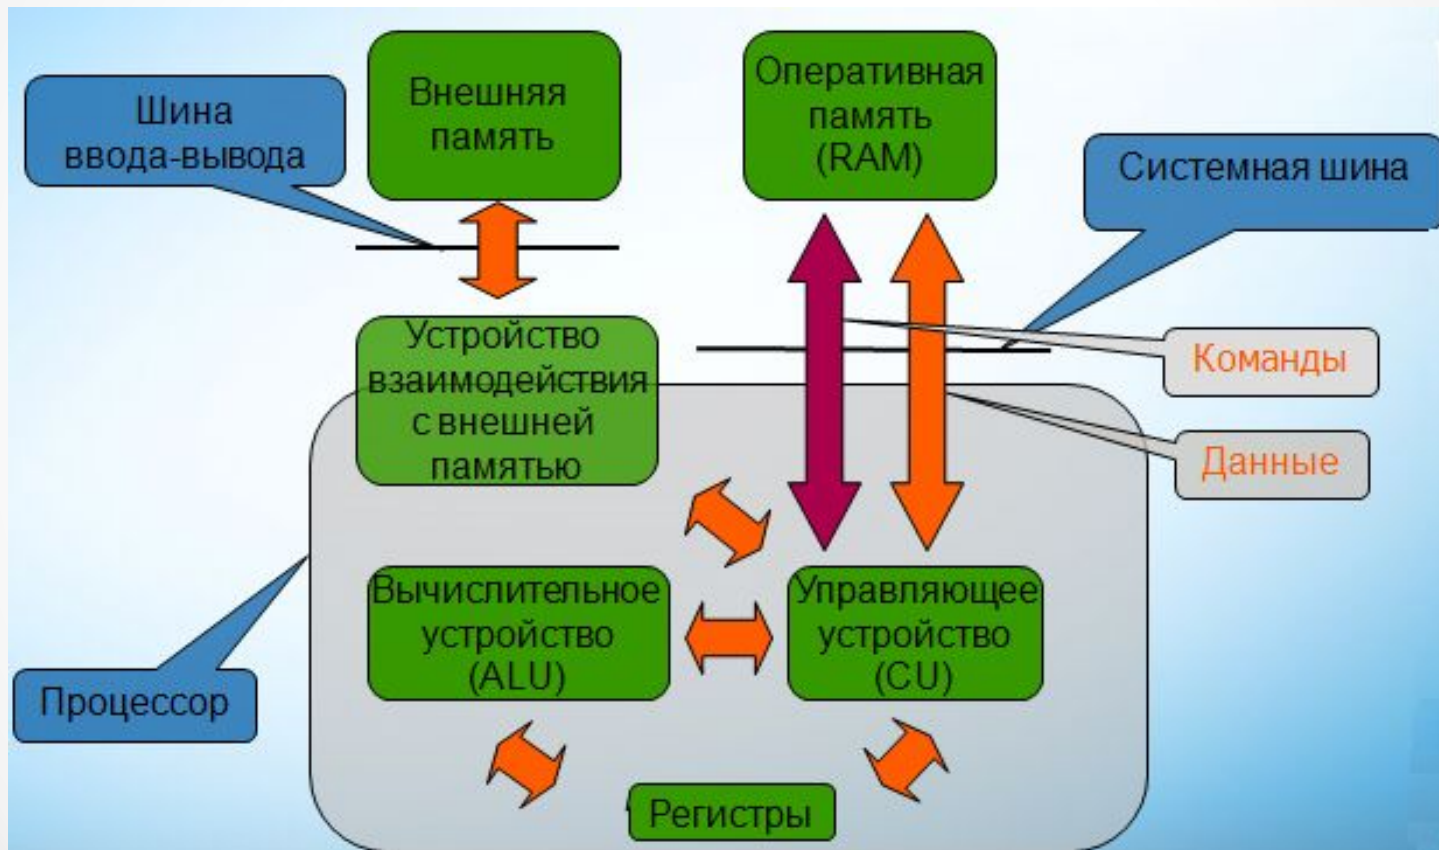 Шина
ввода-вывода
Внешняя
память
Оперативная
память
(RAM)
Системная шина
Устройство
взаимодействия
с внешней
памятью
Команды
Данные
Вычислительное
устройство
(ALU)
Управляющее
устройство
(CU)
Процессор
Регистры